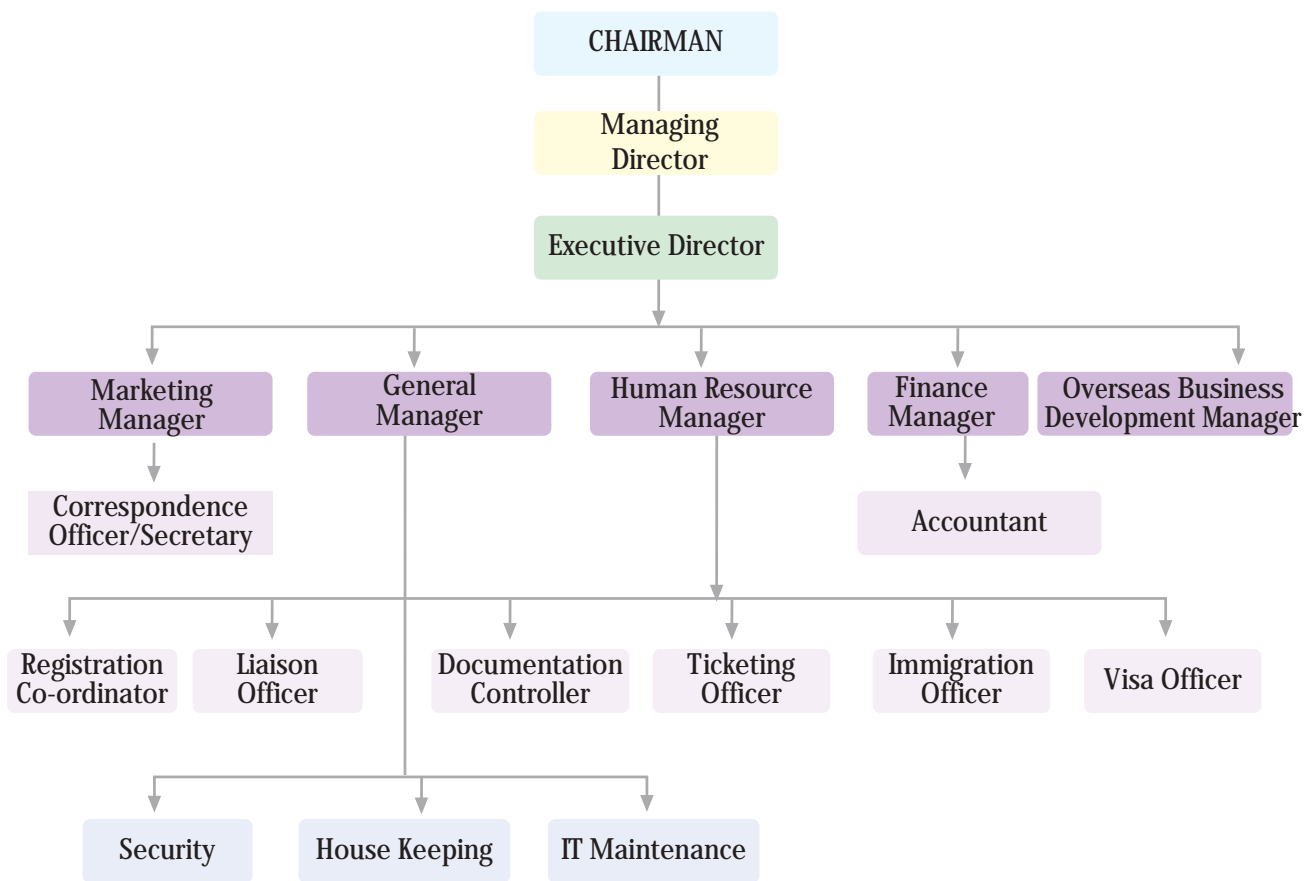 CHAIRMAN
Managing
Director
Executive Director
Marketing
Manager
General
Manager
Human Resource
Manager
Finance
Manager
Overseas Business
Development Manager
Correspondence
Officer/Secretary
Accountant
Registration
Co-ordinator
Liaison
Officer
Documentation
Controller
Ticketing
Officer
Immigration
Officer
Visa Officer
Security
House Keeping
IT Maintenance